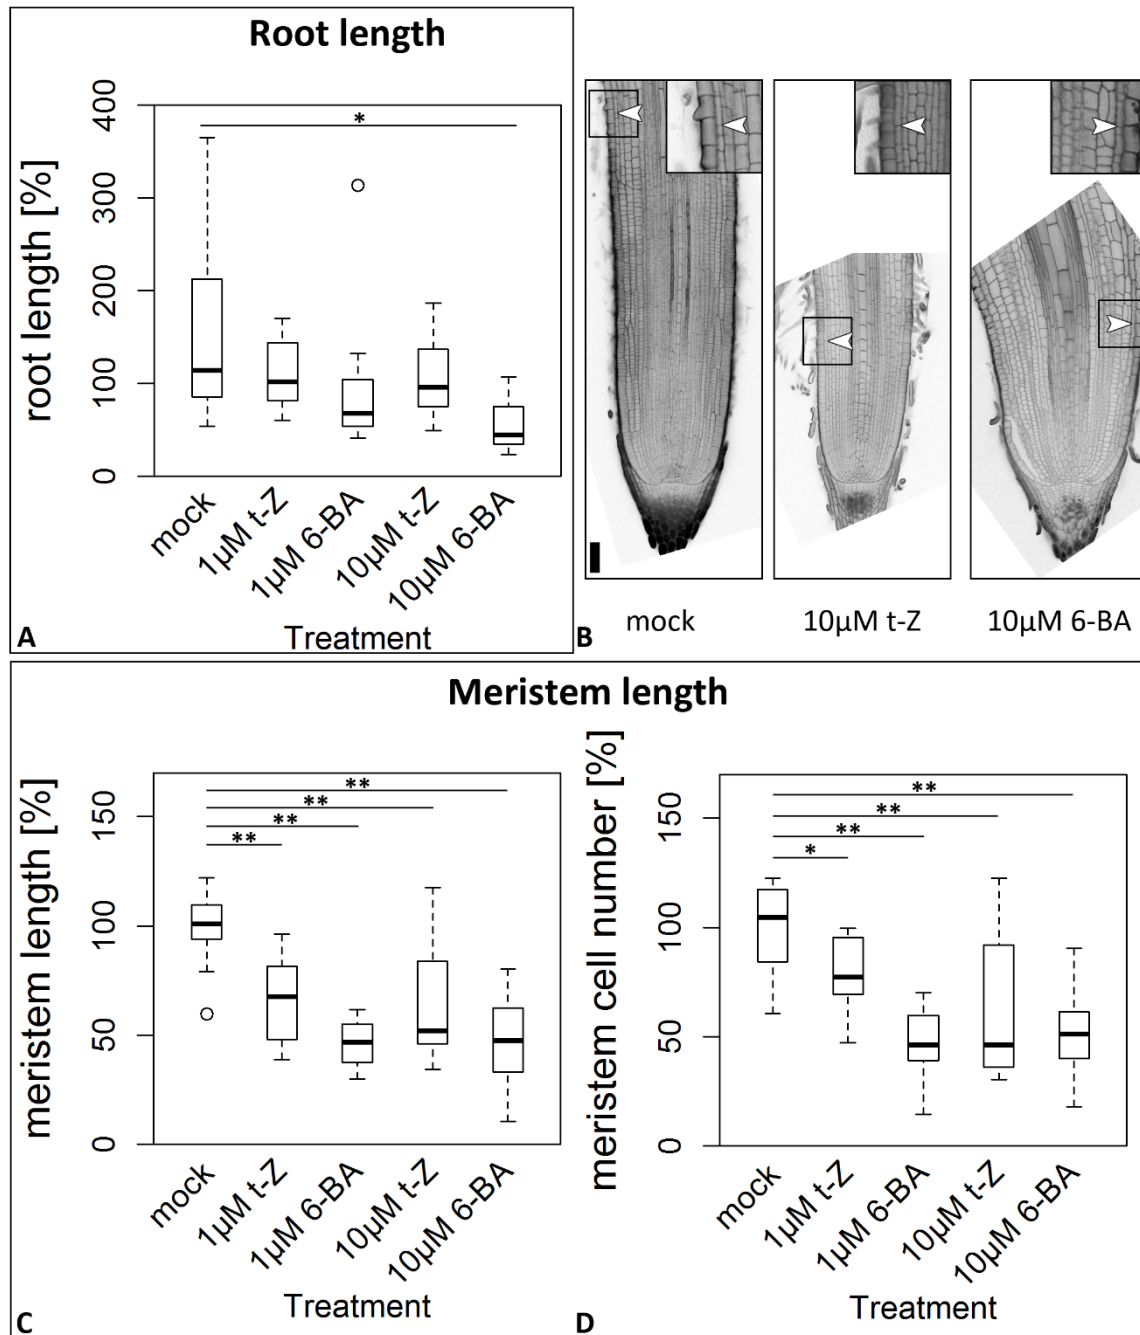 Root length
root length [%]
400
300
200
100
0
*
mock
1µM t-Z
1µM 6-BA
10µM t-Z
10µM 6-BA
Treatment
A
mock
10µM t-Z
10µM 6-BA
B
Meristem length
meristem length [%]
150
100
50
0
**
**
**
**
mock
1µM t-Z
1µM 6-BA
10µM t-Z
10µM 6-BA
Treatment
C
meristem cell number [%]
150
100
50
0
**
**
**
*
mock
1µM t-Z
1µM 6-BA
10µM t-Z
10µM 6-BA
Treatment
D